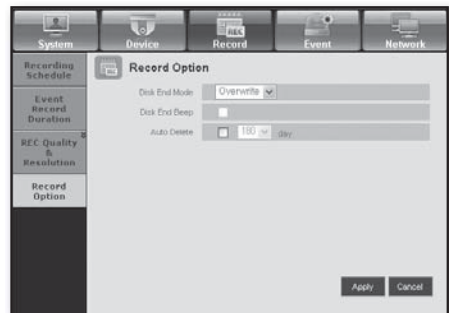 System Device Record Event Network
REC
Recording
Schedule
Event
Record
Duration
REC Quality
&
Resolution
Record
Option
Record Option
Disk End Mode Overwrite
Disk End Beep
Auto Delete 180 day
Apply Cancel